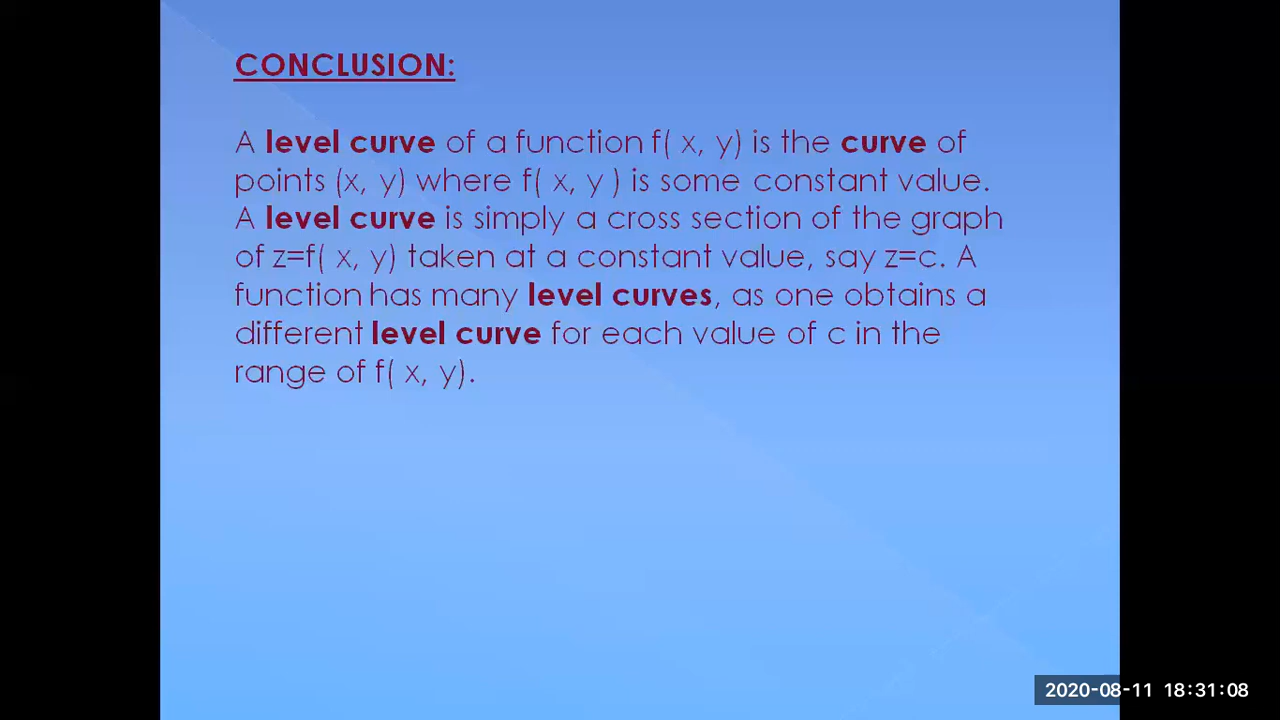 CONCLUSION:
A level curve of a function f( x, y) is the curve of
points (x, y) where f( x, y ) is some constant value.
A level curve is simply a cross section of the graph
of z=f( x, y) taken at a constant value, say z=c. A
function has many level curves, as one obtains a
different level curve for each value of c in the
range of f( x, y).
2020-08-11 18:31:08